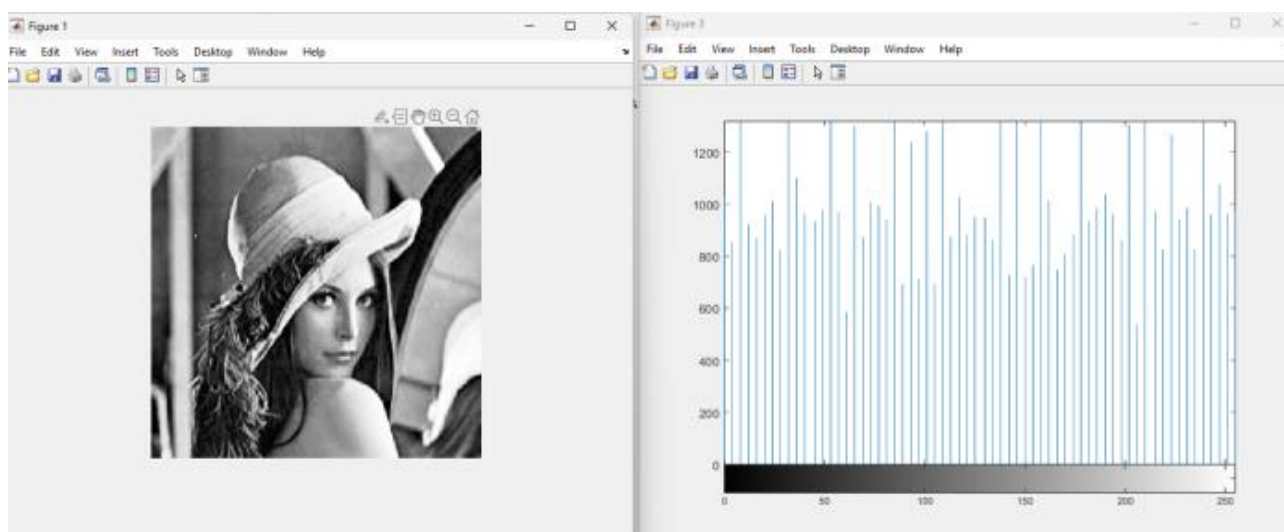 Figure 1
File Edit View Insert Tools Desktop Window Help
Figure 3
File Edit View Insert Tools Desktop Window Help
1200
1000
800
600
400
200
0
0 50 100 150 200 250